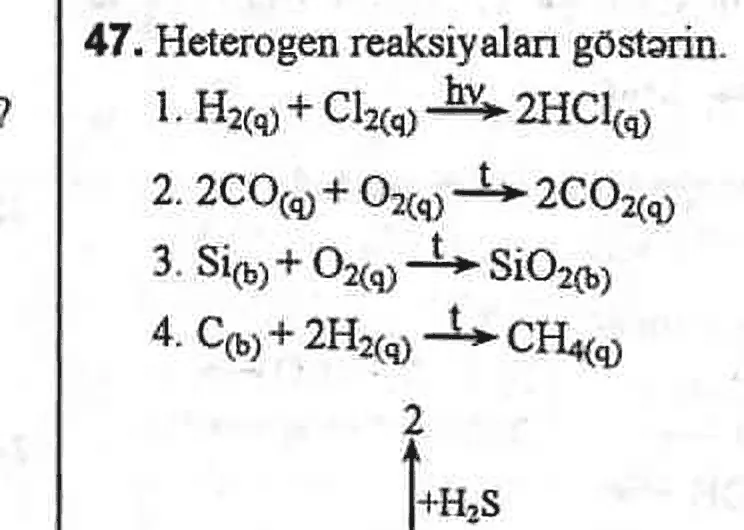 ?
47. Heterogen reaksiyaları göstərin.
1. H₂(q) + Cl₂(q) —hν→ 2HCl(q)
2. 2CO(q) + O₂(q) —t→ 2CO₂(q)
3. Si(b) + O₂(q) —t→ SiO₂(b)
4. C(b) + 2H₂(q) —t→ CH₄(q)
2
+H₂S